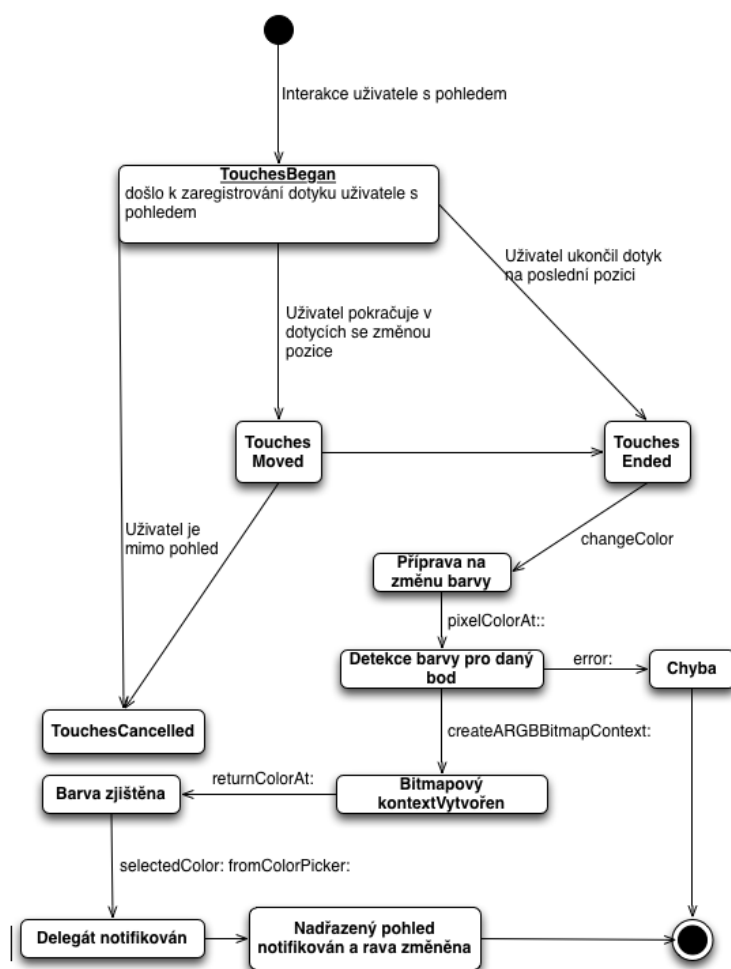 Interakce uživatele s pohledem
TouchesBegan
došlo k zaregistrování dotyku uživatele s
pohledem
Uživatel ukončil dotyk
na poslední pozici
Uživatel pokračuje v
dotycích se změnou
pozice
Touches
Moved
Touches
Ended
Uživatel je
mimo pohled
changeColor
Příprava na
změnu barvy
pixelColorAt::
Detekce barvy pro daný
bod
error:
Chyba
TouchesCancelled
createARGBBitmapContext:
returnColorAt:
Barva zjištěna
Bitmapový
kontextVytvořen
selectedColor: fromColorPicker:
Delegát notifikován
Nadřazený pohled
notifikován a rava změněna